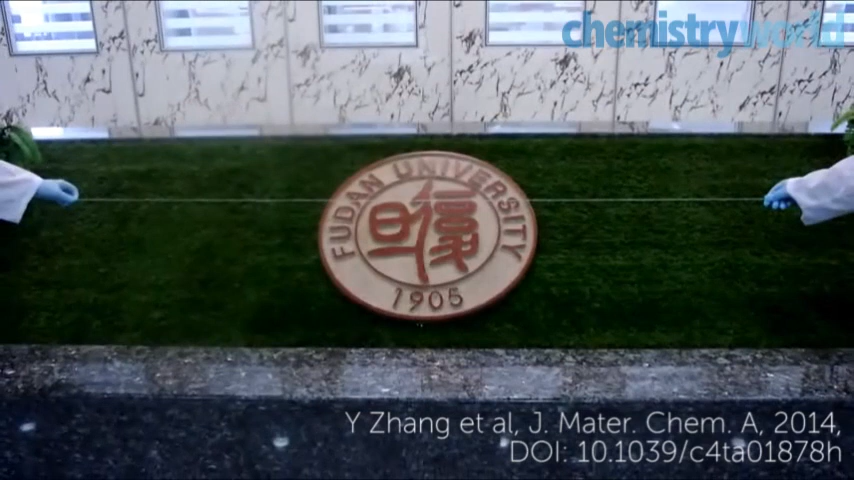 chemistryworld
FUDAN UNIVERSITY
復旦
1905
Y Zhang et al, J. Mater. Chem. A, 2014,
DOI: 10.1039/c4ta01878h